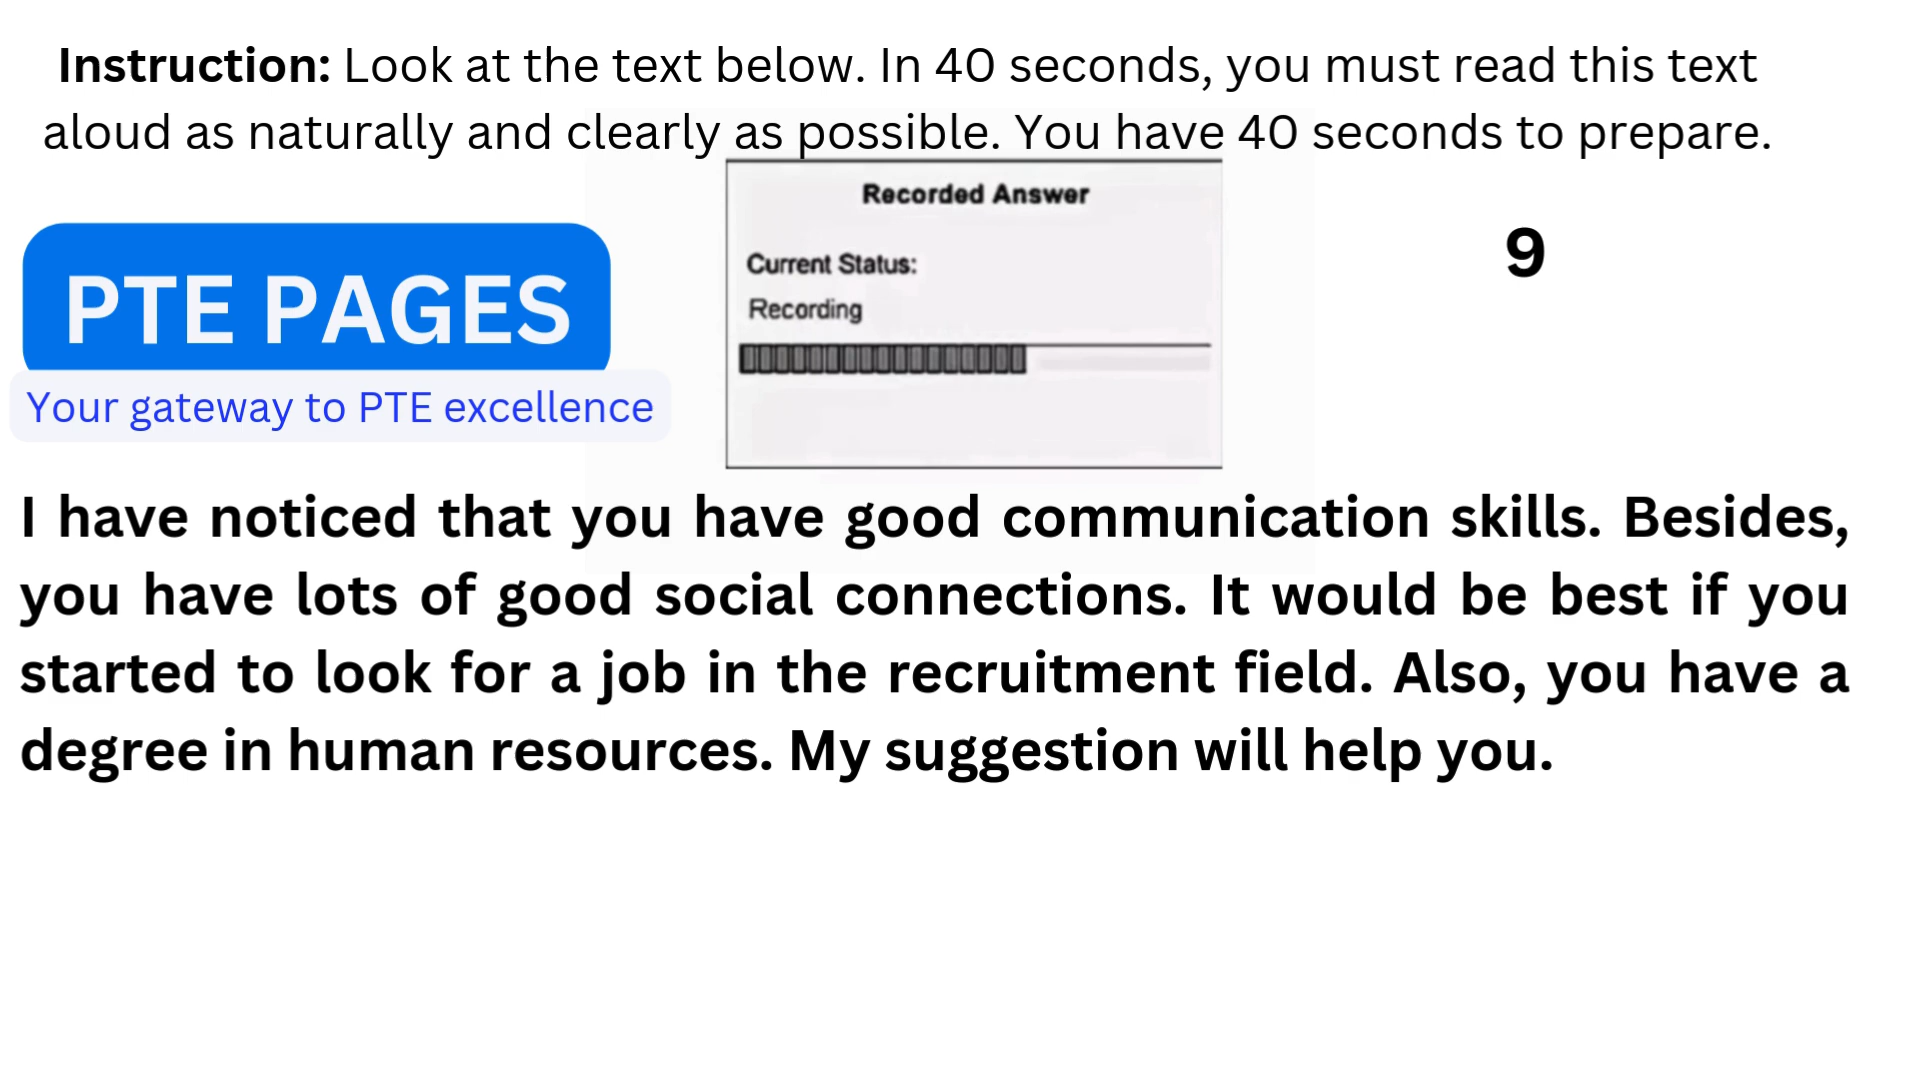 Instruction: Look at the text below. In 40 seconds, you must read this text
aloud as naturally and clearly as possible. You have 40 seconds to prepare.
Recorded Answer
Current Status:
Recording
9
PTE PAGES
Your gateway to PTE excellence
I have noticed that you have good communication skills. Besides,
you have lots of good social connections. It would be best if you
started to look for a job in the recruitment field. Also, you have a
degree in human resources. My suggestion will help you.